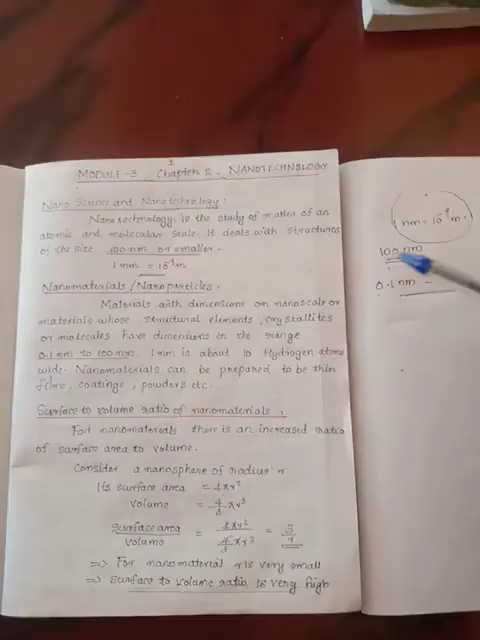 1
MODULE-3 Chapter 2 - NANOTECHNOLOGY
Nano Science and Nanotechnology:
Nanotechnology is the study of matter of an
atomic and molecular scale. It deals with structures
of the size 100nm or smaller -
1 nm = 10⁻⁹m
Nanomaterials / Nanoparticles:
Materials with dimensions on nanoscale or
materials whose structural elements, crystallites
or molecules have dimensions in the range
0.1 nm to 100nm. 1nm is about 10 Hydrogen atoms
wide. Nanomaterials can be prepared to be thin
films, coatings, powders etc.
Surface to volume ratio of nanomaterials:
For nanomaterials there is an increased ratio
of surface area to volume.
Consider a nanosphere of radius r
Its surface area = 4πr²
Volume = 4/3 πr³
Surface area / Volume = 4πr² / 4/3 πr³ = 3/r
⇒ For nanomaterial r is very small
⇒ Surface to volume ratio is very high
1 nm = 10⁻⁹ m
100 nm
0.1 nm -